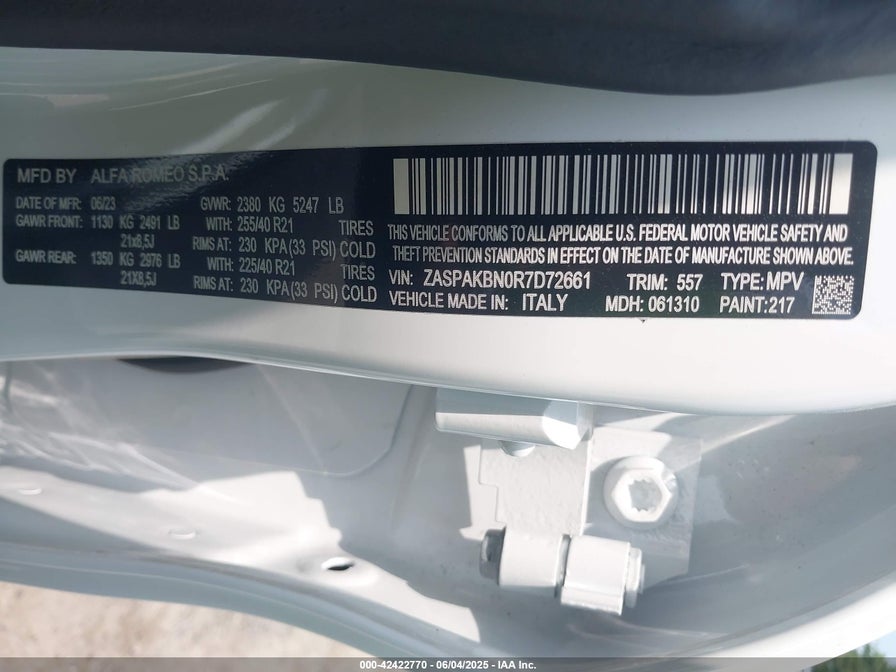 MFD BY ALFA ROMEO S.P.A.
DATE OF MFR: 06/23 GVWR: 2380 KG 5247 LB
GAWR FRONT: 1130 KG 2491 LB WITH: 255/40 R21 TIRES
21x8,5J RIMS AT: 230 KPA(33 PSI) COLD
GAWR REAR: 1350 KG 2976 LB WITH: 225/40 R21 TIRES
21X8,5J RIMS AT: 230 KPA(33 PSI) COLD
THIS VEHICLE CONFORMS TO ALL APPLICABLE U.S. FEDERAL MOTOR VEHICLE SAFETY AND
THEFT PREVENTION STANDARDS IN EFFECT ON THE DATE OF MANUFACTURE SHOWN ABOVE.
VIN: ZASPAKBN0R7D72661 TRIM: 557 TYPE: MPV
VEHICLE MADE IN: ITALY MDH: 061310 PAINT:217
000-42422770 - 06/04/2025 - IAA Inc.